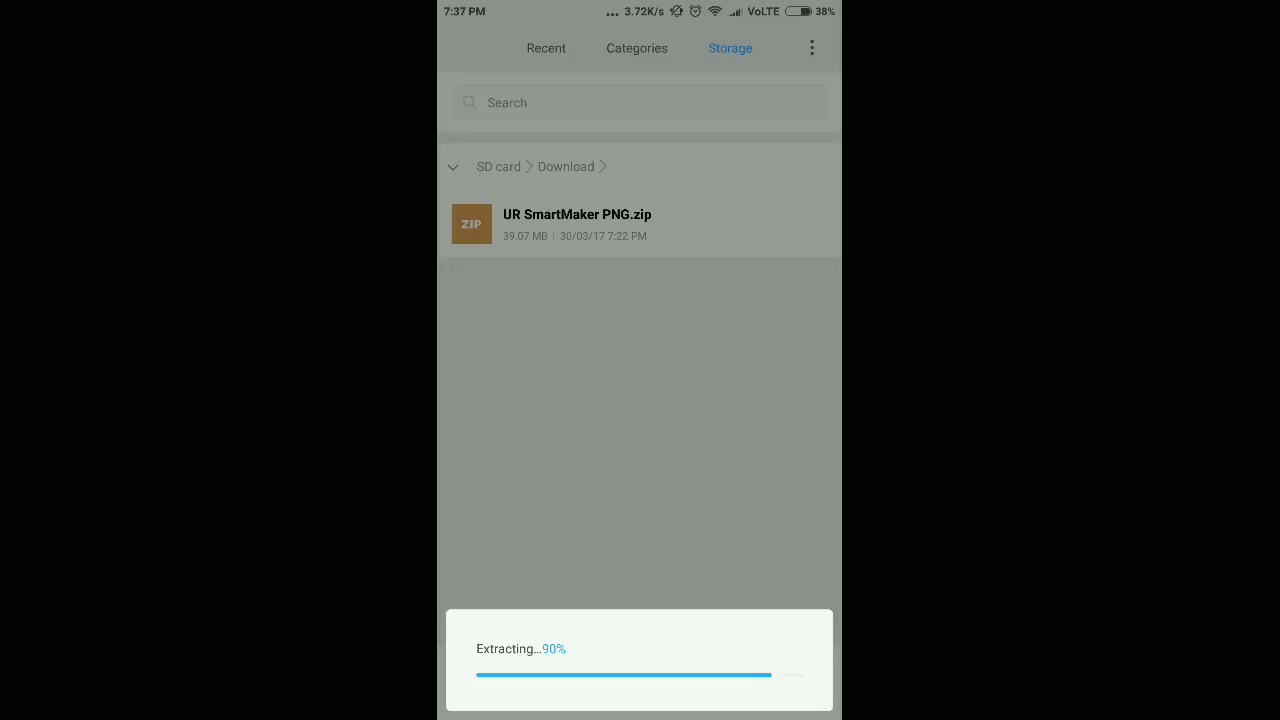 7:37 PM ... 3.72K/s VoLTE 38%
Recent Categories Storage
Search
SD card Download
ZIP
UR SmartMaker PNG.zip
39.07 MB | 30/03/17 7:22 PM
Extracting...90%